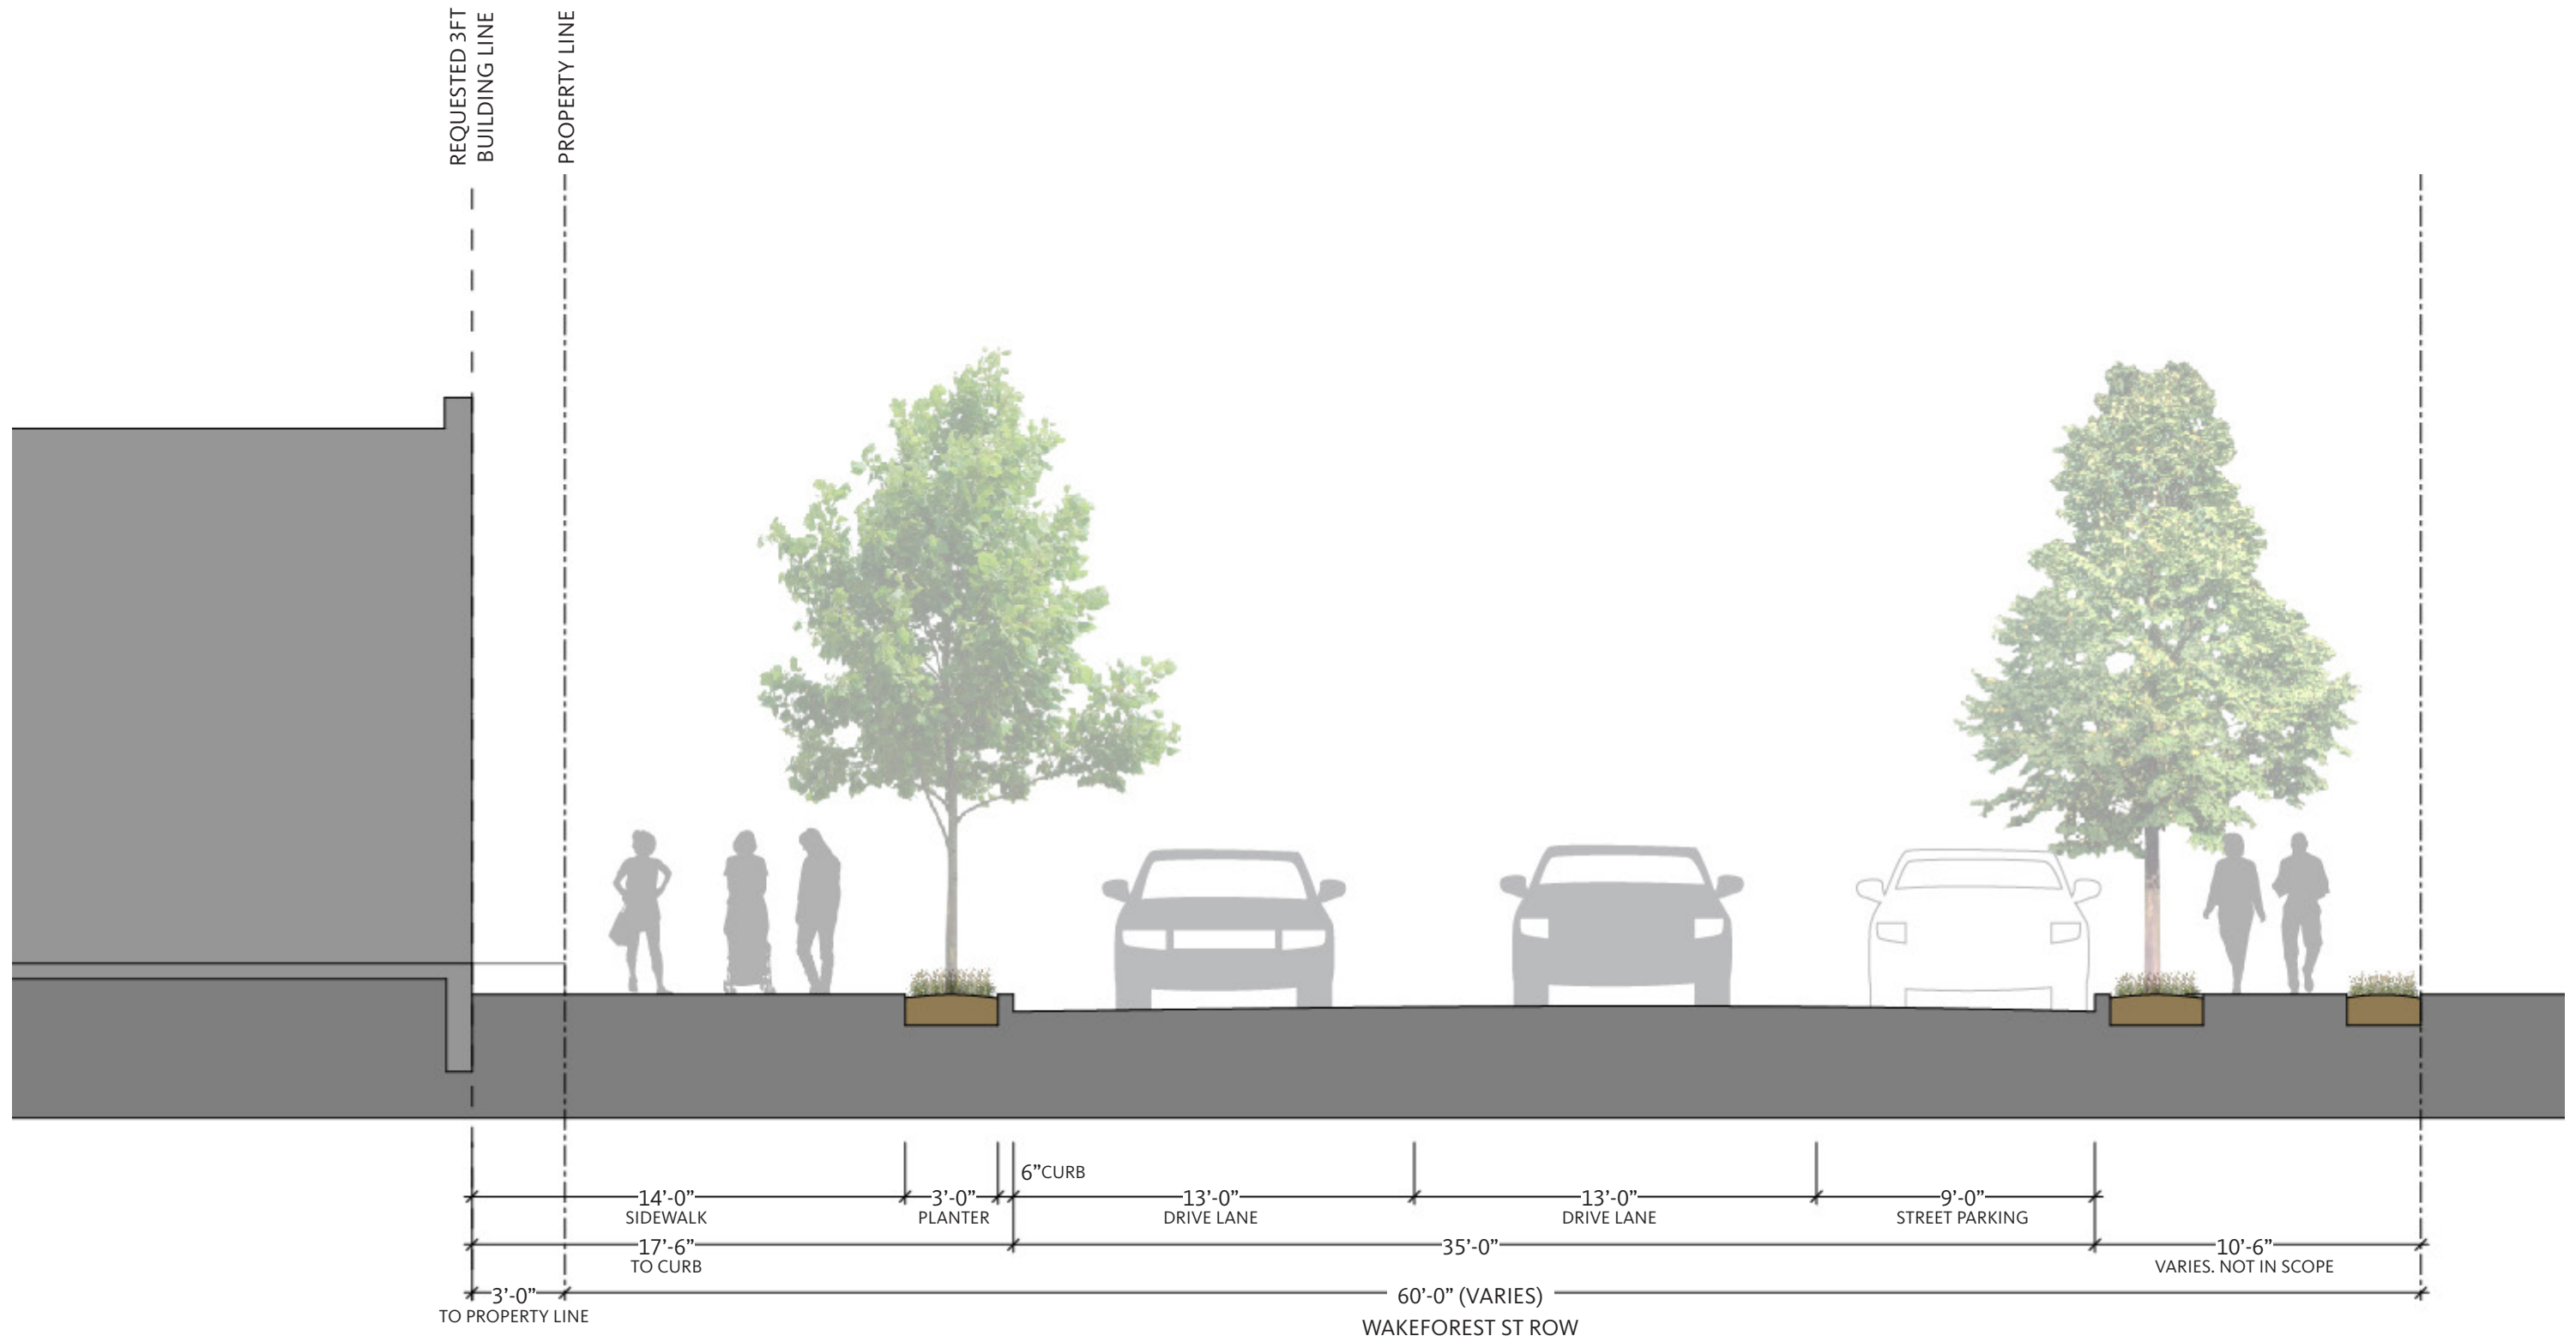 REQUESTED 3FT
BUILDING LINE
PROPERTY LINE
6”CURB
14’-0”
SIDEWALK
3’-0”
PLANTER
13’-0”
DRIVE LANE
13’-0”
DRIVE LANE
9’-0”
STREET PARKING
17’-6”
TO CURB
35’-0”
10’-6”
VARIES. NOT IN SCOPE
3’-0”
TO PROPERTY LINE
60’-0” (VARIES)
WAKEFOREST ST ROW